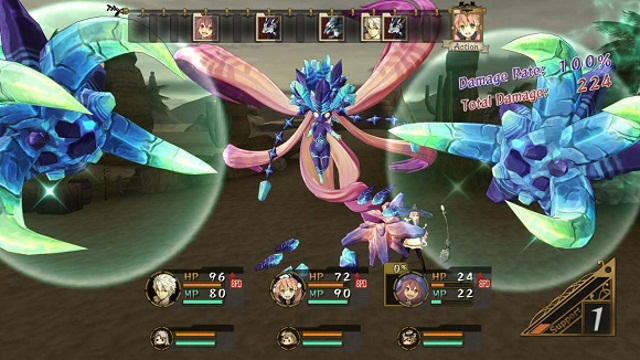 Action
Damage Rate: 100%
Total Damage: 224
0%
HP 96
MP 80
SPD
HP 72
MP 90
SPD
HP 24
MP 22
SPD
Support 1